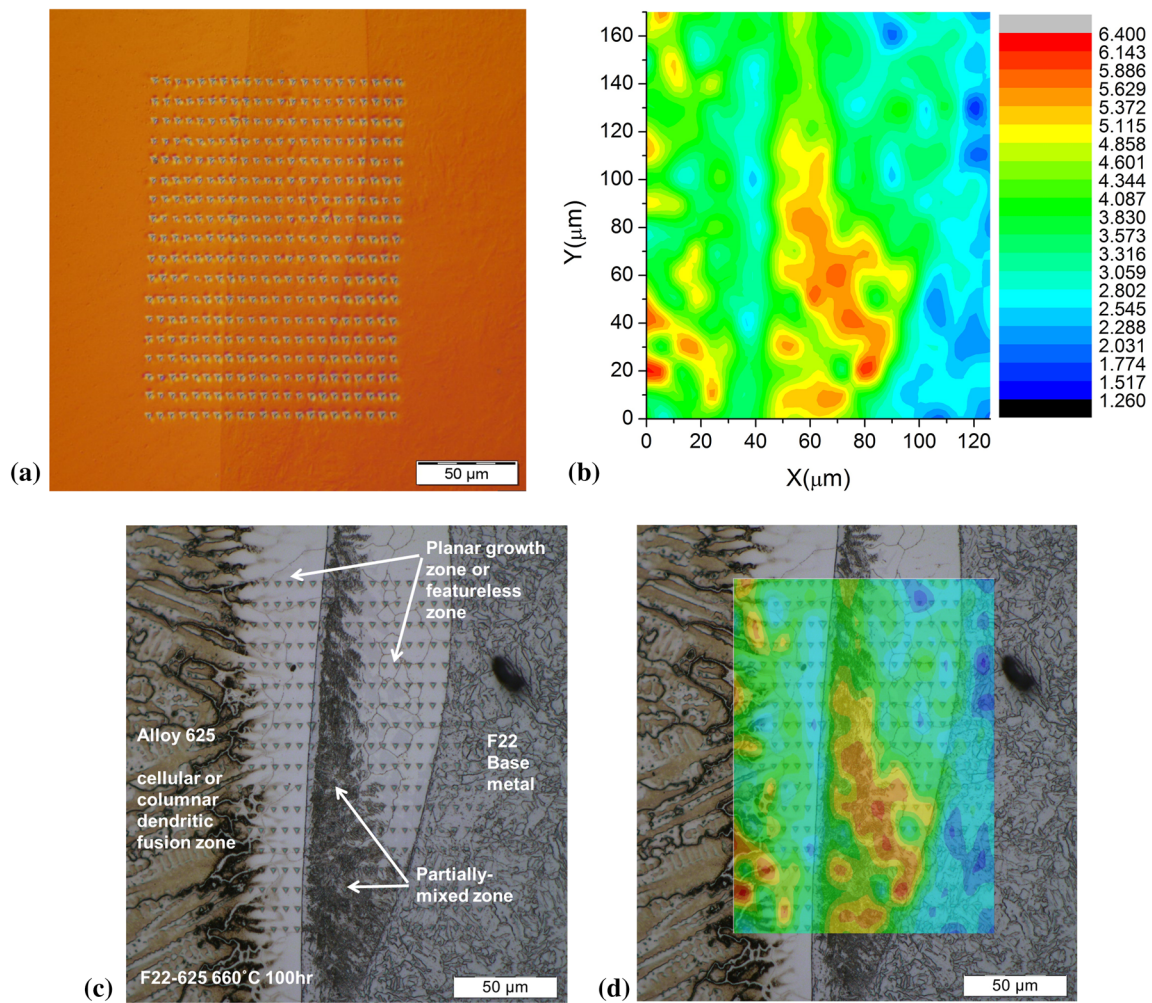 (a)
50 µm
(b)
Y(µm)
160
140
120
100
80
60
40
20
0
0 20 40 60 80 100 120
X(µm)
6.400
6.143
5.886
5.629
5.372
5.115
4.858
4.601
4.344
4.087
3.830
3.573
3.316
3.059
2.802
2.545
2.288
2.031
1.774
1.517
1.260
Planar growth
zone or
featureless
zone
Alloy 625
cellular or
columnar
dendritic
fusion zone
F22
Base
metal
Partially-
mixed zone
F22-625 660˚C 100hr
50 µm
(c)
50 µm
(d)